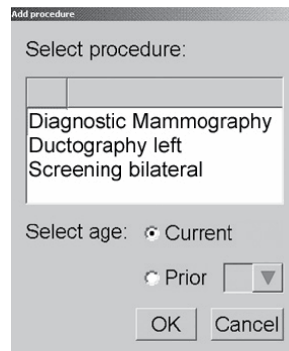 Add procedure
Select procedure:
Diagnostic Mammography
Ductography left
Screening bilateral
Select age: Current
Prior
OK Cancel